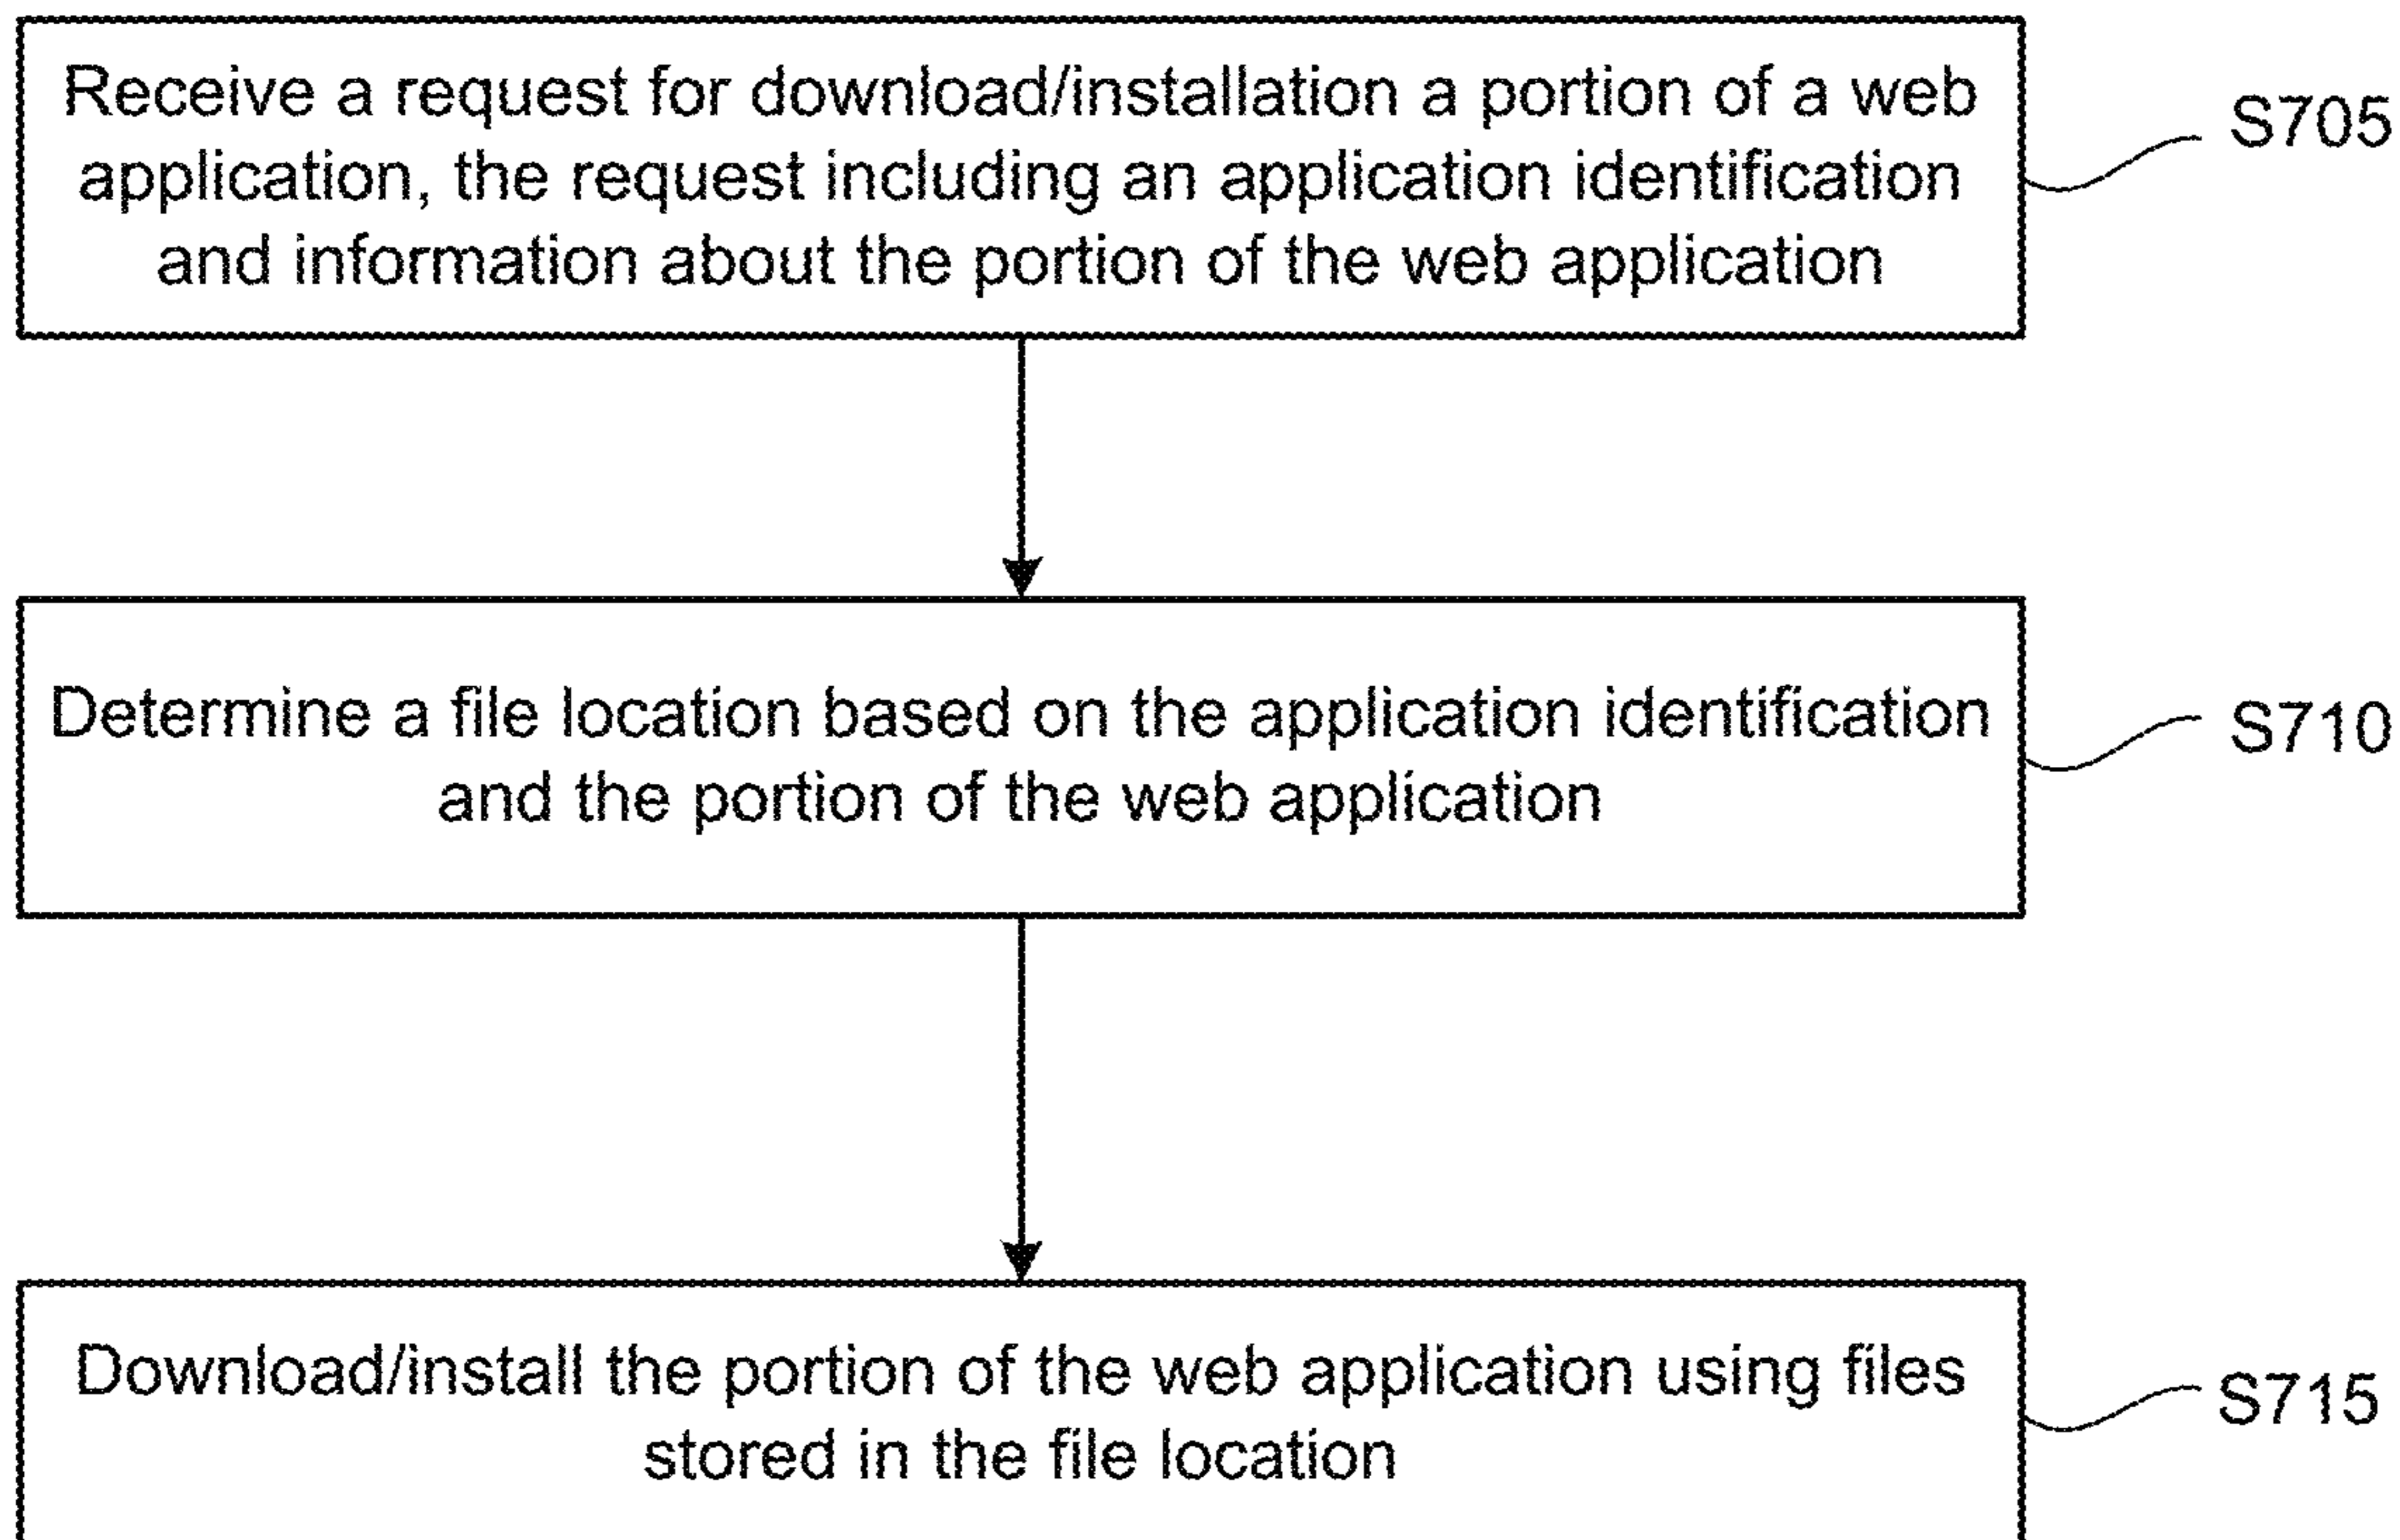 Receive a request for download/installation a portion of a web
application, the request including an application identification
and information about the portion of the web application
S705
Determine a file location based on the application identification
and the portion of the web application
S710
Download/install the portion of the web application using files
stored in the file location
S715